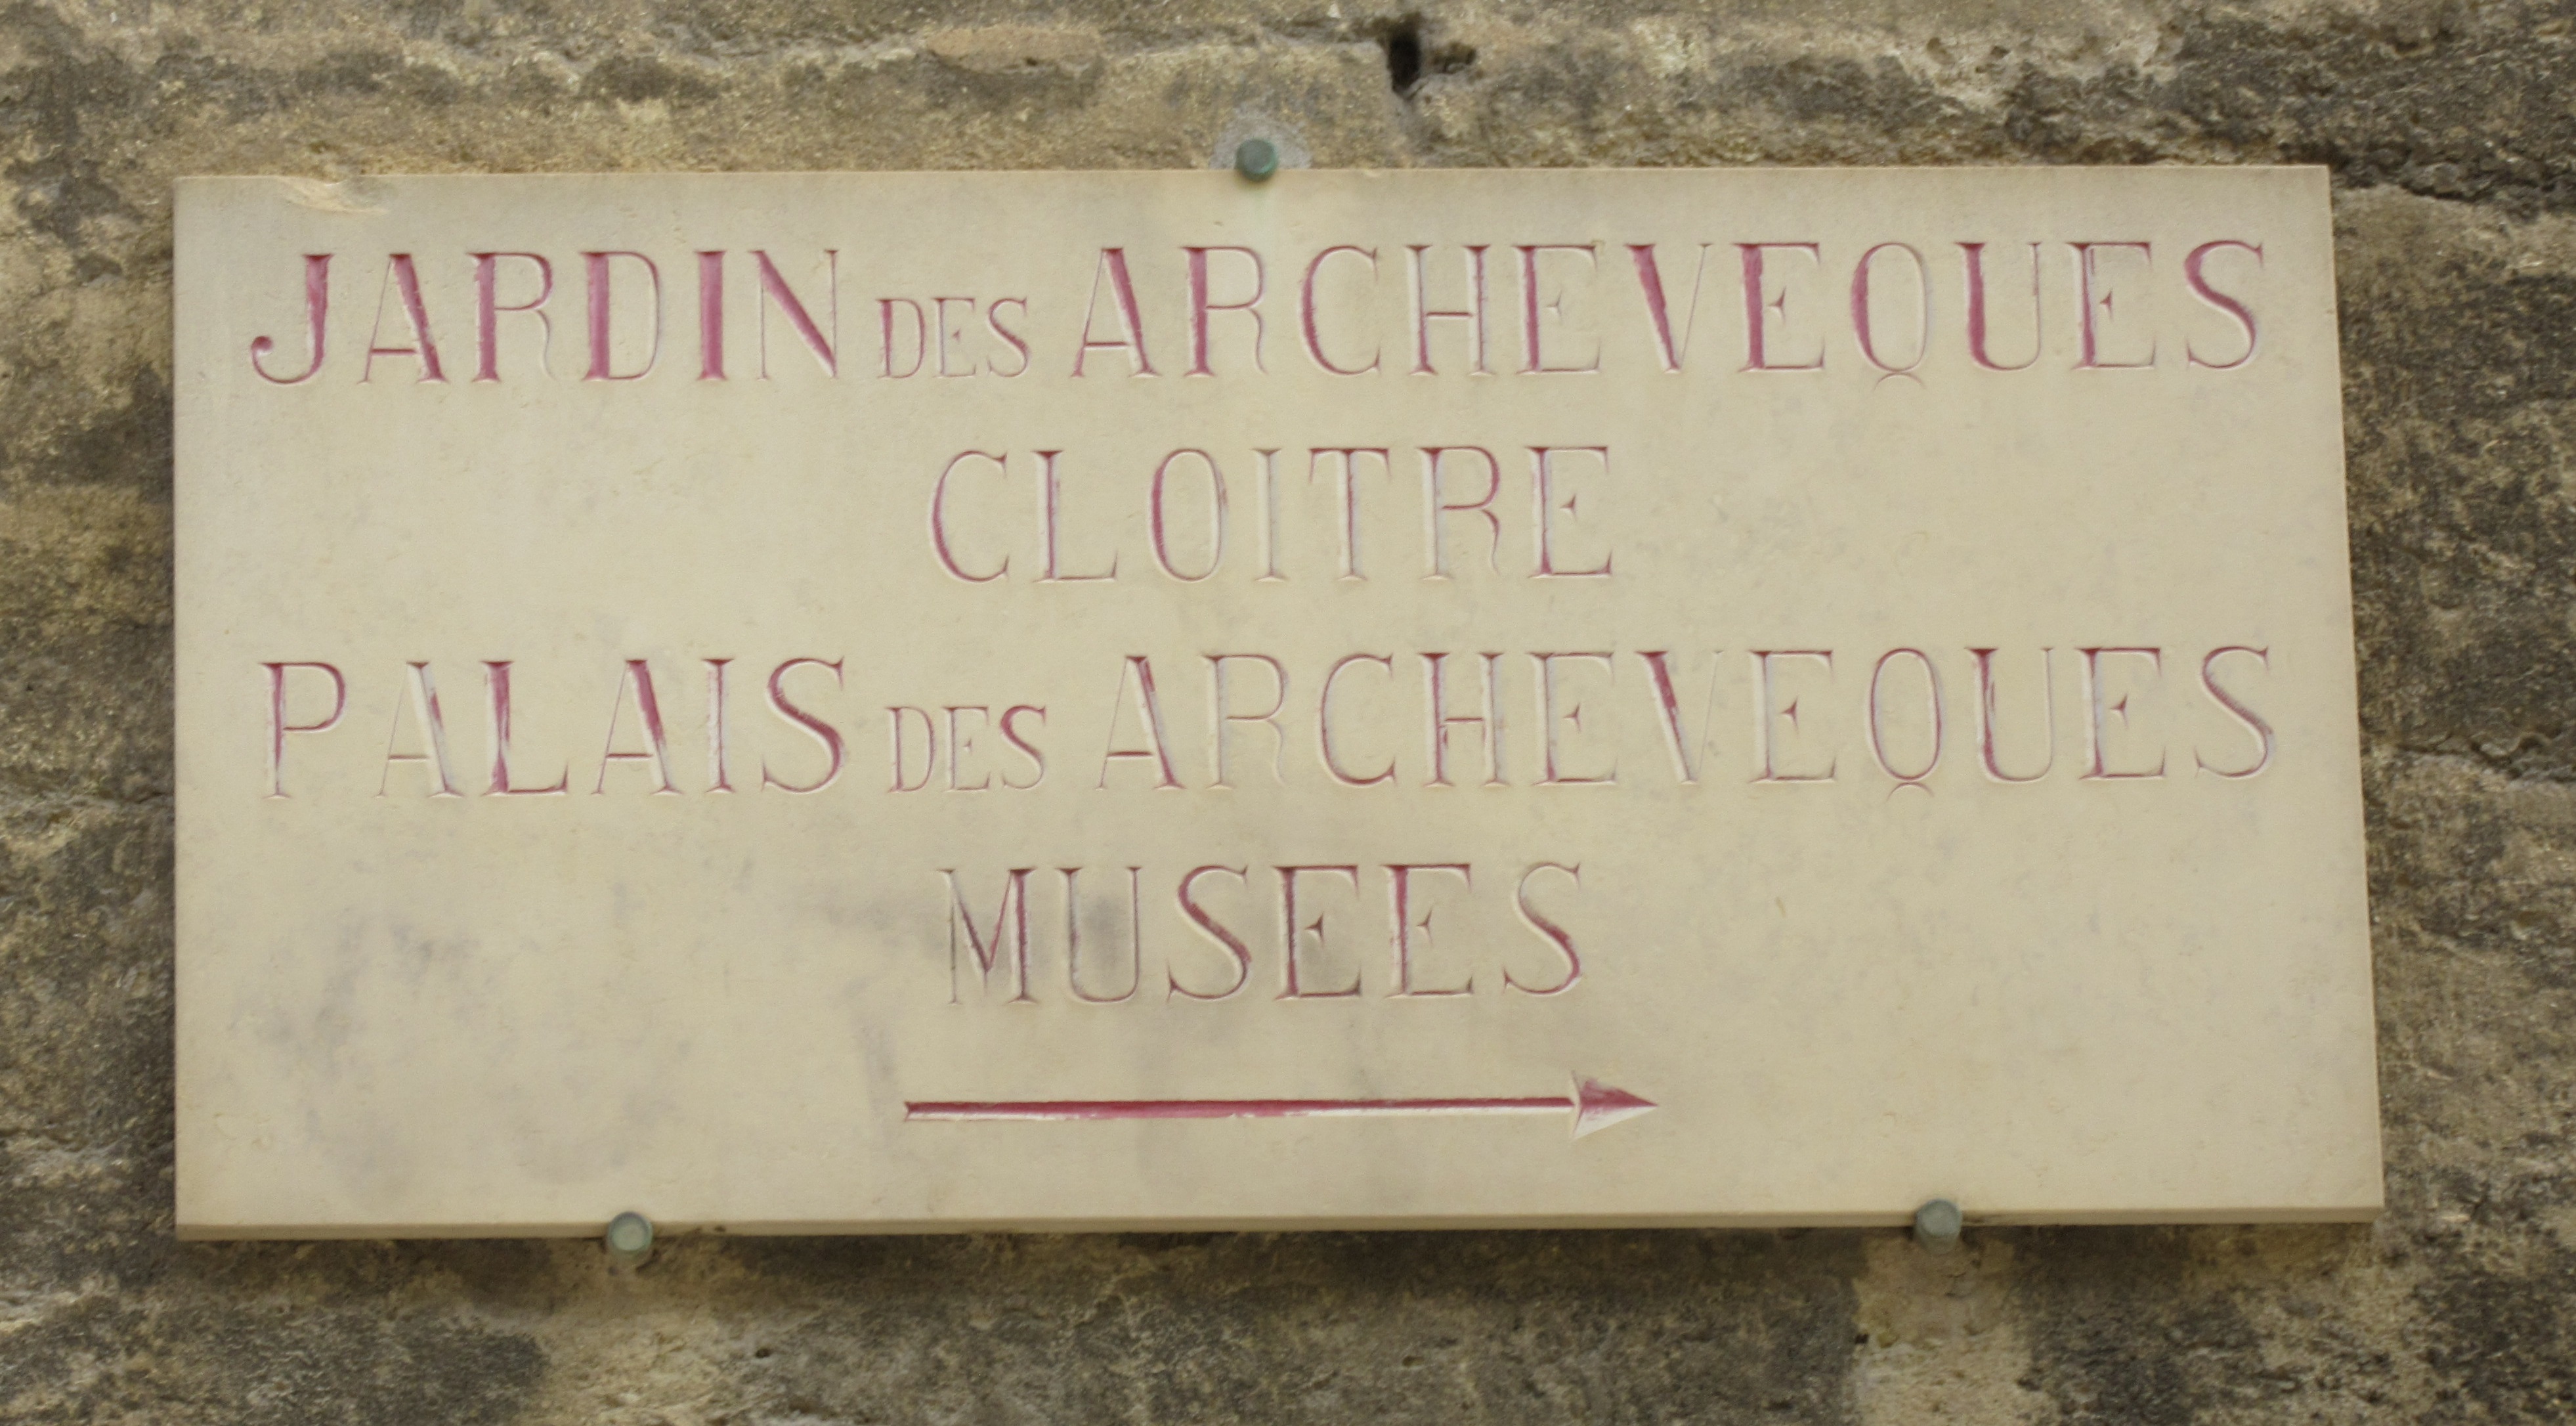 JARDIN DES ARCHEVEQUES
CLOITRE
PALAIS DES ARCHEVEQUES
MUSEES